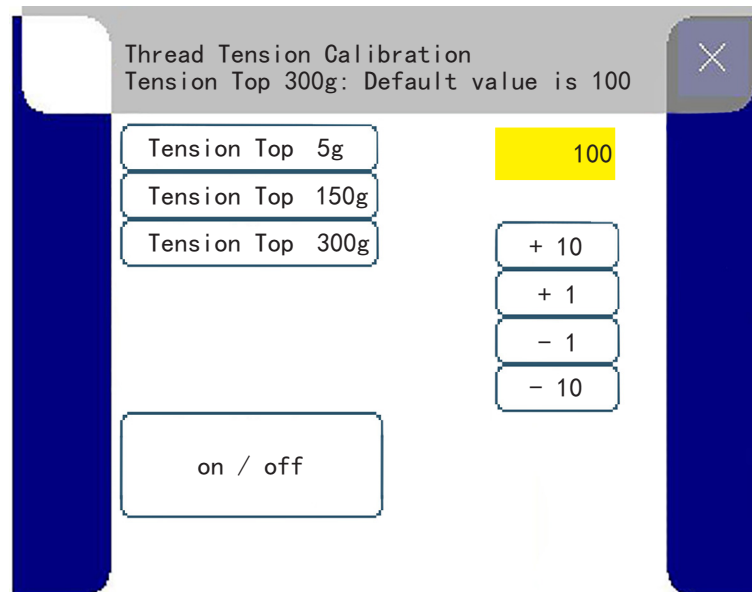 Thread Tension Calibration
Tension Top 300g: Default value is 100
Tension Top 5g
100
Tension Top 150g
Tension Top 300g
+ 10
+ 1
- 1
- 10
on / off